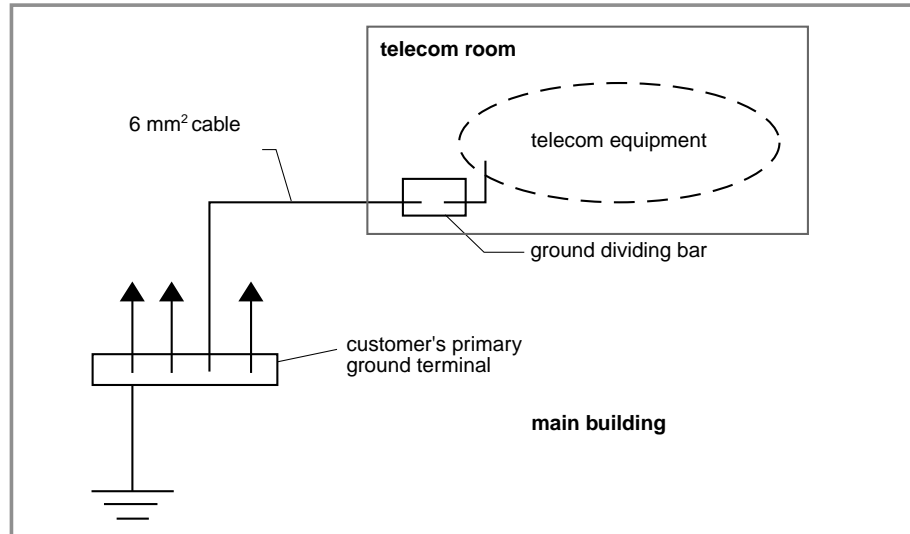 telecom room
6 mm² cable
telecom equipment
ground dividing bar
customer's primary
ground terminal
main building